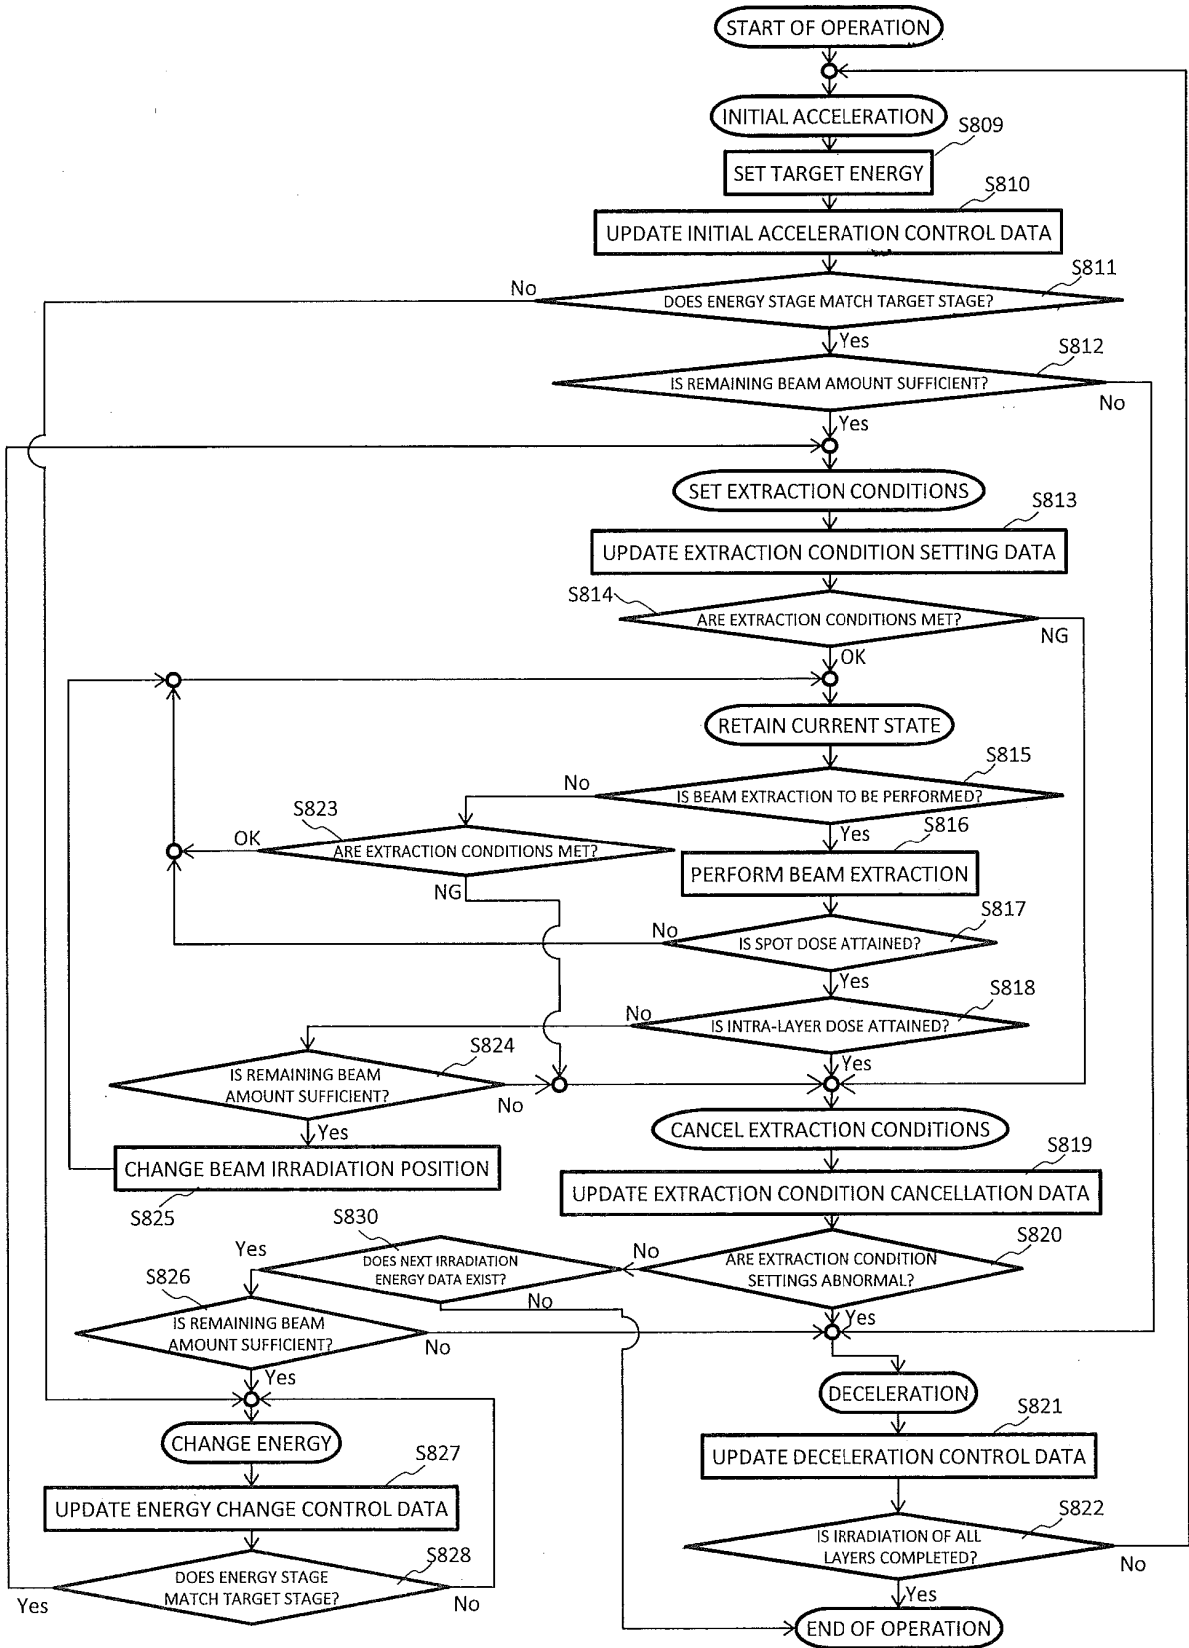 START OF OPERATION
INITIAL ACCELERATION
S809
SET TARGET ENERGY
S810
UPDATE INITIAL ACCELERATION CONTROL DATA
S811
No
DOES ENERGY STAGE MATCH TARGET STAGE?
Yes
S812
IS REMAINING BEAM AMOUNT SUFFICIENT?
No
Yes
SET EXTRACTION CONDITIONS
S813
UPDATE EXTRACTION CONDITION SETTING DATA
S814
ARE EXTRACTION CONDITIONS MET?
NG
OK
RETAIN CURRENT STATE
S815
No
IS BEAM EXTRACTION TO BE PERFORMED?
S823
Yes
S816
OK
ARE EXTRACTION CONDITIONS MET?
PERFORM BEAM EXTRACTION
NG
S817
No
IS SPOT DOSE ATTAINED?
Yes
S818
No
IS INTRA-LAYER DOSE ATTAINED?
S824
Yes
IS REMAINING BEAM
AMOUNT SUFFICIENT?
No
Yes
CANCEL EXTRACTION CONDITIONS
S819
CHANGE BEAM IRRADIATION POSITION
UPDATE EXTRACTION CONDITION CANCELLATION DATA
S825
S830
S820
Yes
DOES NEXT IRRADIATION
ENERGY DATA EXIST?
No
ARE EXTRACTION CONDITION
SETTINGS ABNORMAL?
S826
No
Yes
IS REMAINING BEAM
AMOUNT SUFFICIENT?
No
Yes
DECELERATION
S821
CHANGE ENERGY
UPDATE DECELERATION CONTROL DATA
S827
UPDATE ENERGY CHANGE CONTROL DATA
S822
IS IRRADIATION OF ALL
LAYERS COMPLETED?
No
S828
DOES ENERGY STAGE
MATCH TARGET STAGE?
Yes
No
Yes
END OF OPERATION